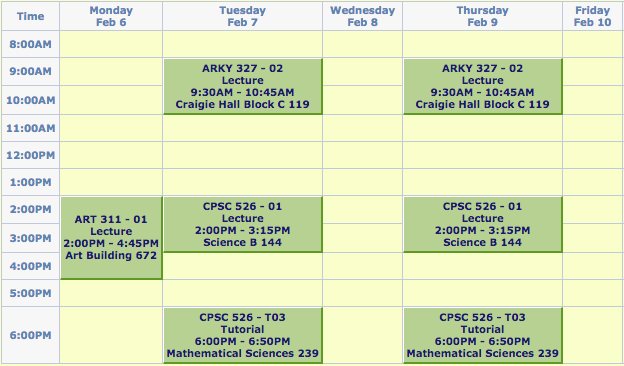 Time
Monday
Feb 6
Tuesday
Feb 7
Wednesday
Feb 8
Thursday
Feb 9
Friday
Feb 10
8:00AM
9:00AM
ARKY 327 - 02
Lecture
9:30AM - 10:45AM
Craigie Hall Block C 119
ARKY 327 - 02
Lecture
9:30AM - 10:45AM
Craigie Hall Block C 119
10:00AM
11:00AM
12:00PM
1:00PM
2:00PM
ART 311 - 01
Lecture
2:00PM - 4:45PM
Art Building 672
CPSC 526 - 01
Lecture
2:00PM - 3:15PM
Science B 144
CPSC 526 - 01
Lecture
2:00PM - 3:15PM
Science B 144
3:00PM
4:00PM
5:00PM
6:00PM
CPSC 526 - T03
Tutorial
6:00PM - 6:50PM
Mathematical Sciences 239
CPSC 526 - T03
Tutorial
6:00PM - 6:50PM
Mathematical Sciences 239